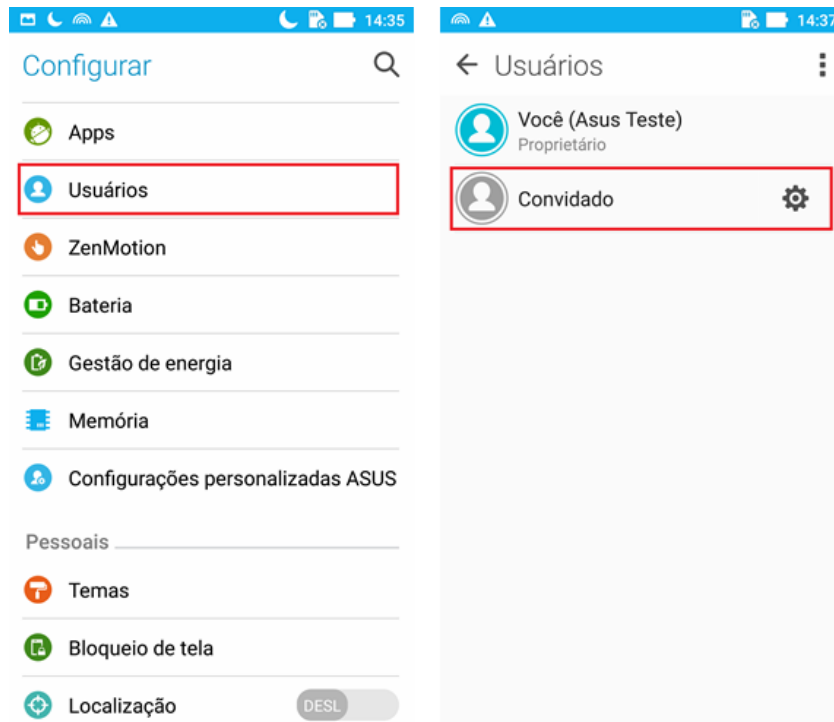 14:35
Configurar
Apps
Usuários
ZenMotion
Bateria
Gestão de energia
Memória
Configurações personalizadas ASUS
Pessoais
Temas
Bloqueio de tela
Localização DESL
14:37
Usuários
Você (Asus Teste)
Proprietário
Convidado